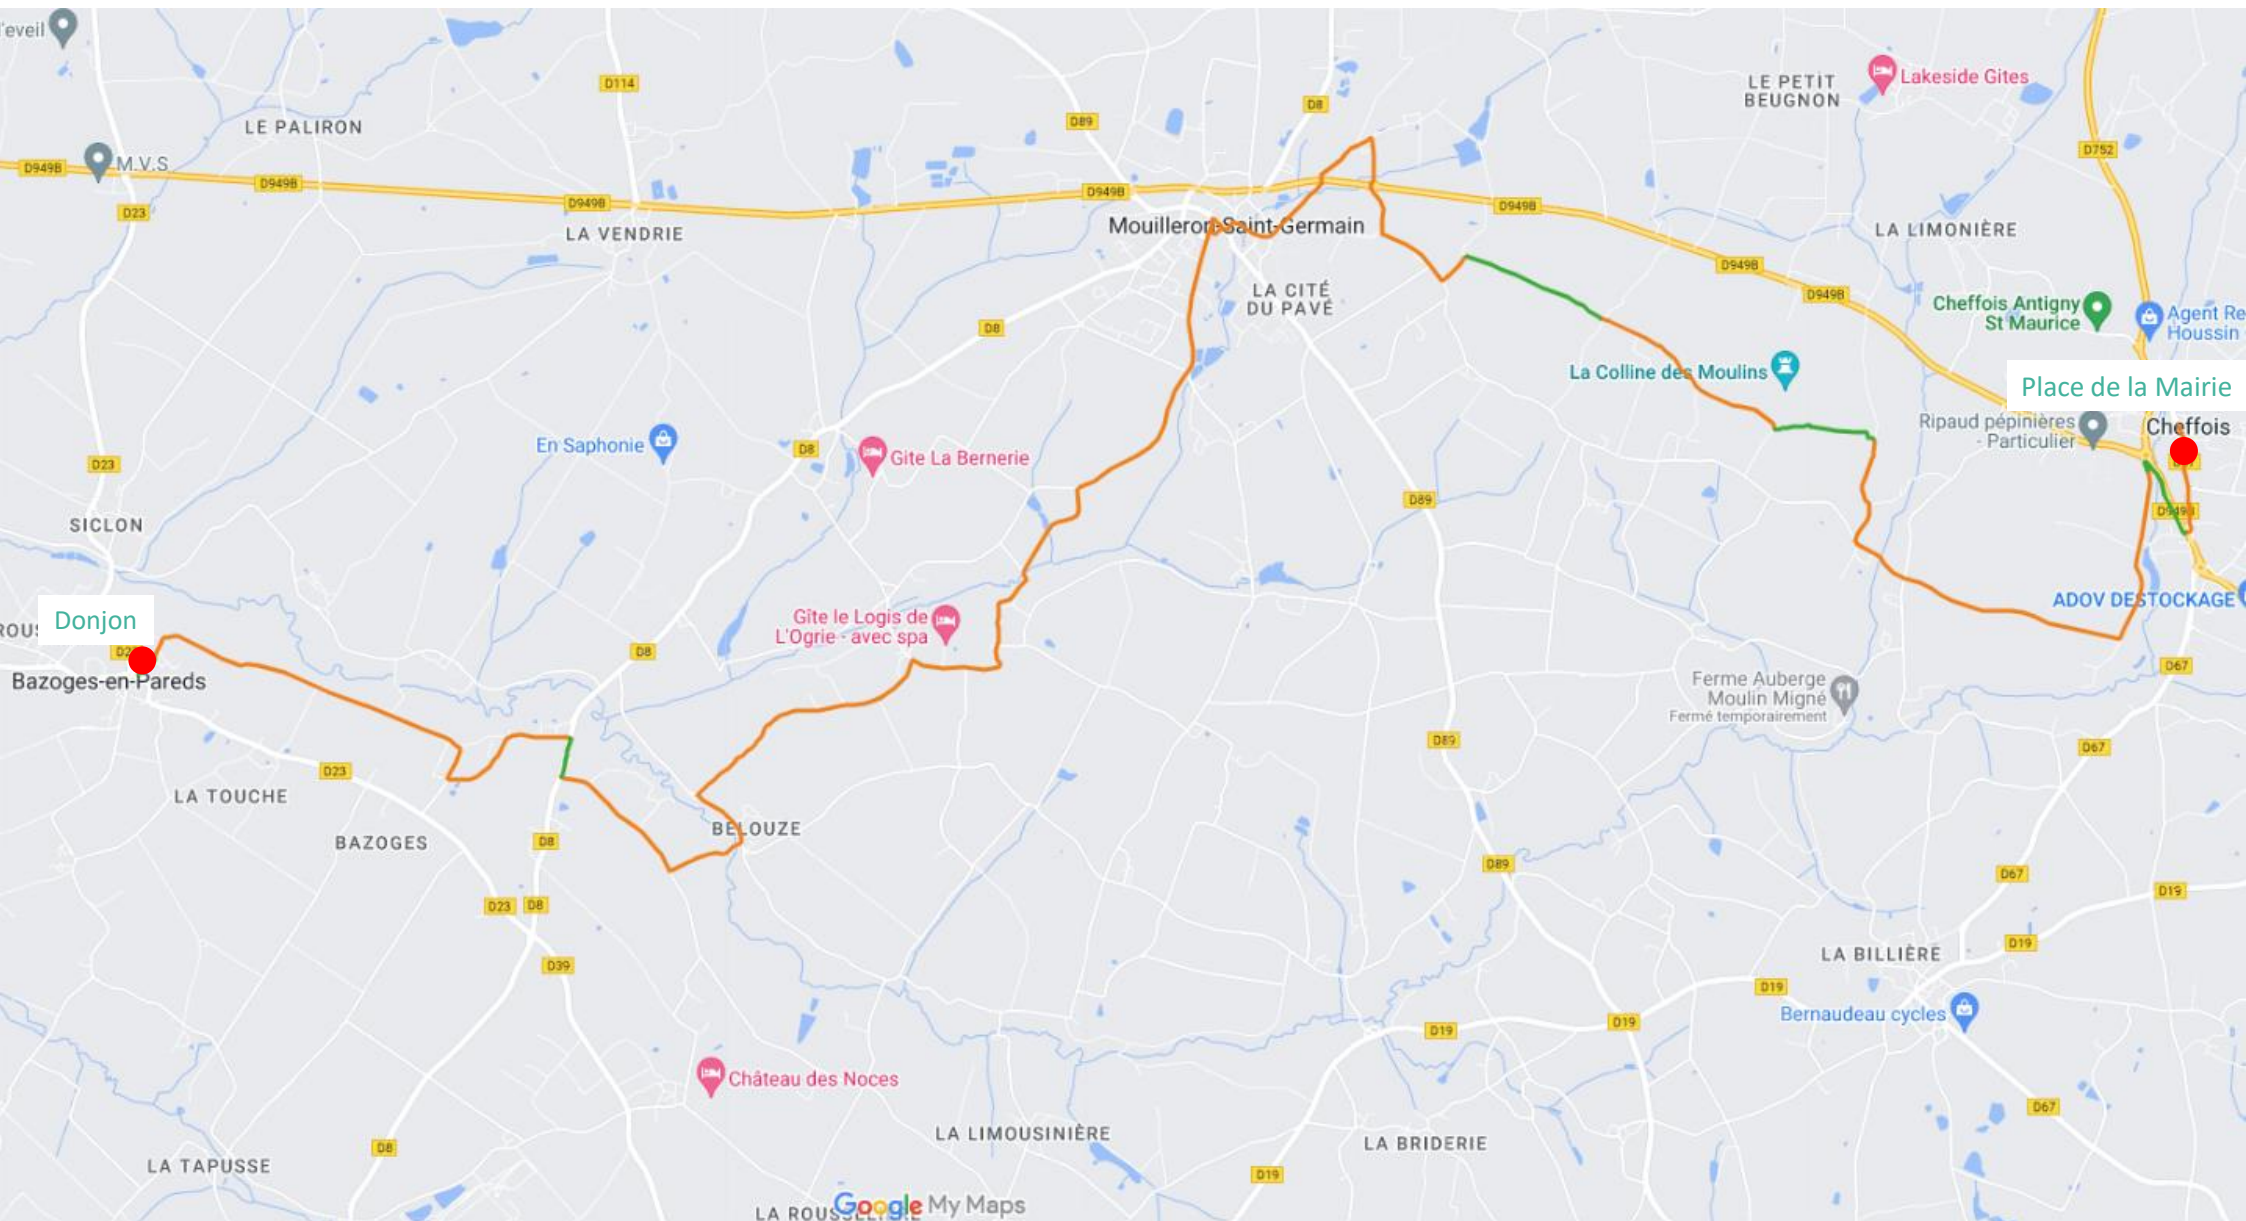 'eveil
D114
LE PETIT
BEUGNON
Lakeside Gites
D8
D89
LE PALIRON
D752
D949B
M.V.S
D949B
D949B
D949B
D949B
D23
Mouilleron-Saint-Germain
LA VENDRIE
LA LIMONIÈRE
D949B
D949B
LA CITÉ
DU PAVÉ
Cheffois Antigny
St Maurice
Agent Re
Houssin
D8
La Colline des Moulins
Place de la Mairie
Ripaud pépinières
- Particulier
Cheffois
En Saphonie
D8
Gite La Bernerie
D23
D89
D949B
SICLON
ADOV DESTOCKAGE
Donjon
Gîte le Logis de
L'Ogrie - avec spa
D8
Bazoges-en-Pareds
D67
Ferme Auberge
Moulin Migné
Fermé temporairement
D89
D67
D23
LA TOUCHE
BELOUZE
BAZOGES
D8
D89
D67
D19
D23
D8
D19
LA BILLIÈRE
D39
D19
Bernaudeau cycles
D19
D19
Château des Noces
D67
LA LIMOUSINIÈRE
LA BRIDERIE
D8
LA TAPUSSE
D19
Google My Maps